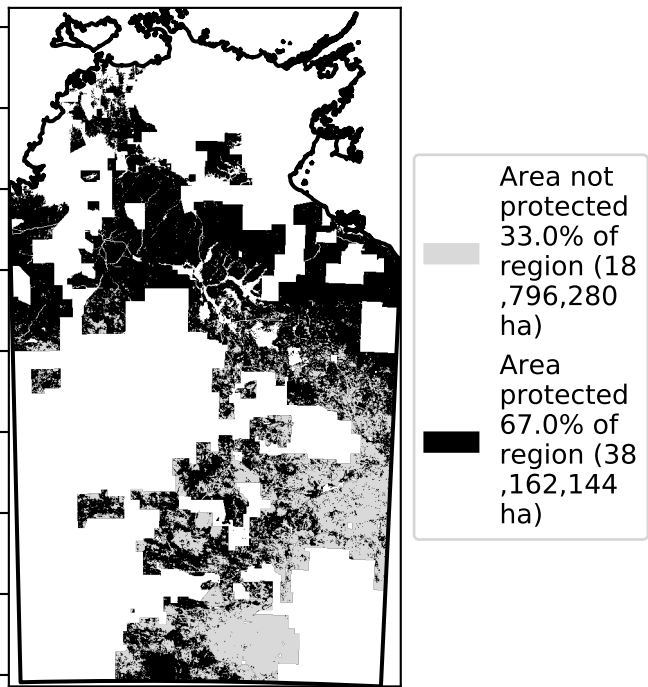 Area not
protected
33.0% of
region (18
,796,280
ha)
Area
protected
67.0% of
region (38
,162,144
ha)